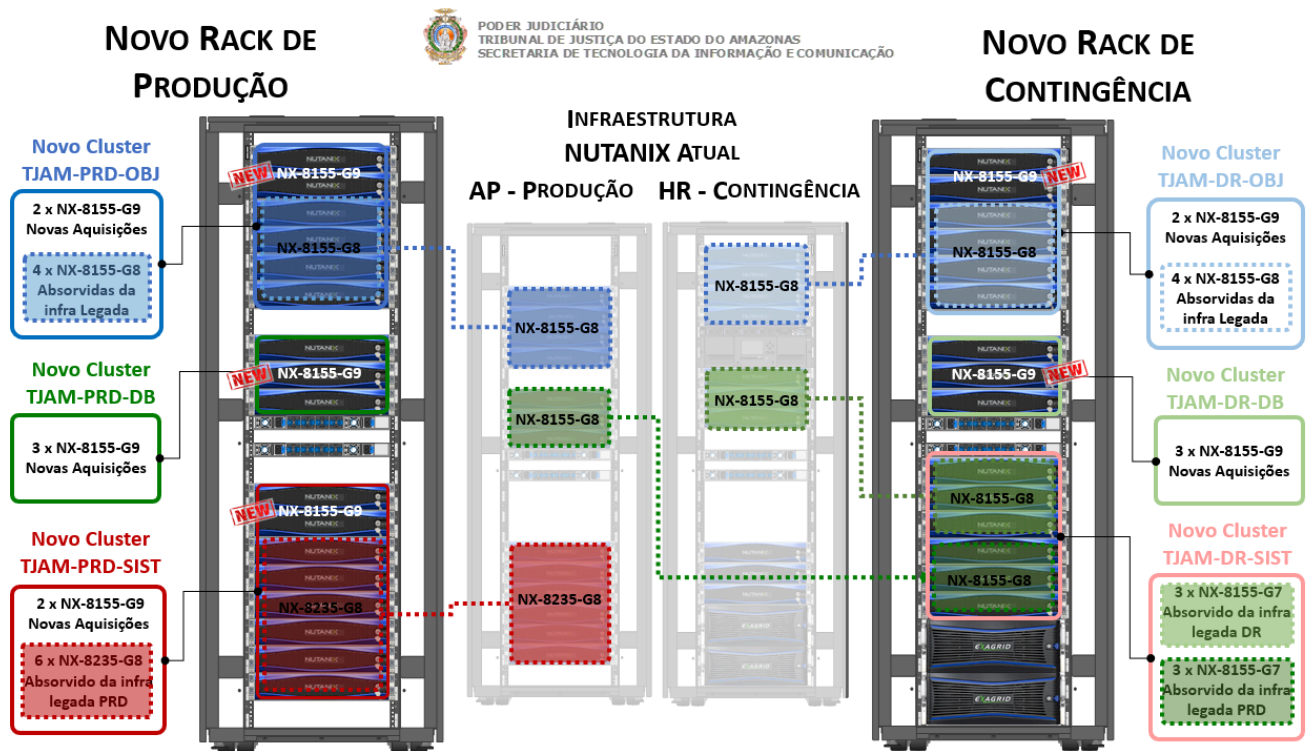 NOVO RACK DE
PRODUÇÃO
PODER JUDICIÁRIO
TRIBUNAL DE JUSTIÇA DO ESTADO DO AMAZONAS
SECRETARIA DE TECNOLOGIA DA INFORMAÇÃO E COMUNICAÇÃO
NOVO RACK DE
CONTINGÊNCIA
INFRAESTRUTURA
NUTANIX ATUAL
AP - PRODUÇÃO
HR - CONTINGÊNCIA
Novo Cluster
TJAM-PRD-OBJ
2 x NX-8155-G9
Novas Aquisições
4 x NX-8155-G8
Absorvidas da
infra Legada
Novo Cluster
TJAM-PRD-DB
3 x NX-8155-G9
Novas Aquisições
Novo Cluster
TJAM-PRD-SIST
2 x NX-8155-G9
Novas Aquisições
6 x NX-8235-G8
Absorvido da infra
legada PRD
NUTANIX
NEW
NX-8155-G9
NX-8155-G8
NUTANIX
NEW
NX-8155-G9
NUTANIX
NEW
NX-8155-G9
NX-8235-G8
NX-8155-G8
NX-8155-G8
NX-8235-G8
NX-8155-G8
NX-8155-G8
NX-8155-G9
NEW
NX-8155-G8
NUTANIX
NX-8155-G9
NEW
NX-8155-G8
NX-8155-G8
EXAGRID
EXAGRID
Novo Cluster
TJAM-DR-OBJ
2 x NX-8155-G9
Novas Aquisições
4 x NX-8155-G8
Absorvidas da
infra Legada
Novo Cluster
TJAM-DR-DB
3 x NX-8155-G9
Novas Aquisições
Novo Cluster
TJAM-DR-SIST
3 x NX-8155-G7
Absorvido da infra
legada DR
3 x NX-8155-G7
Absorvido da infra
legada PRD